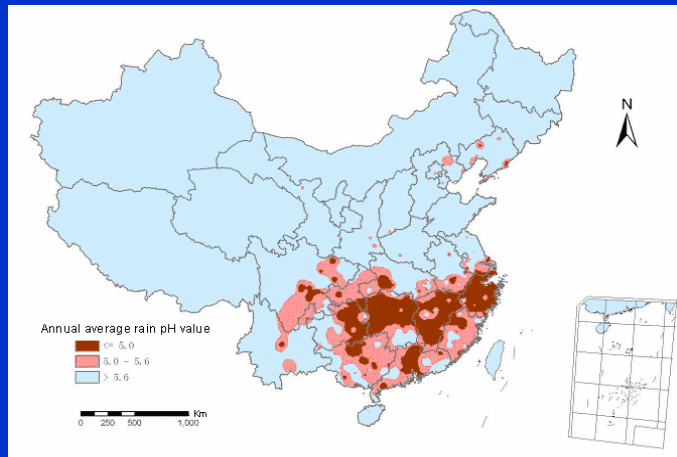 N
Annual average rain pH value
<= 5.0
5.0 - 5.6
> 5.6
Km
0 250 500 1,000